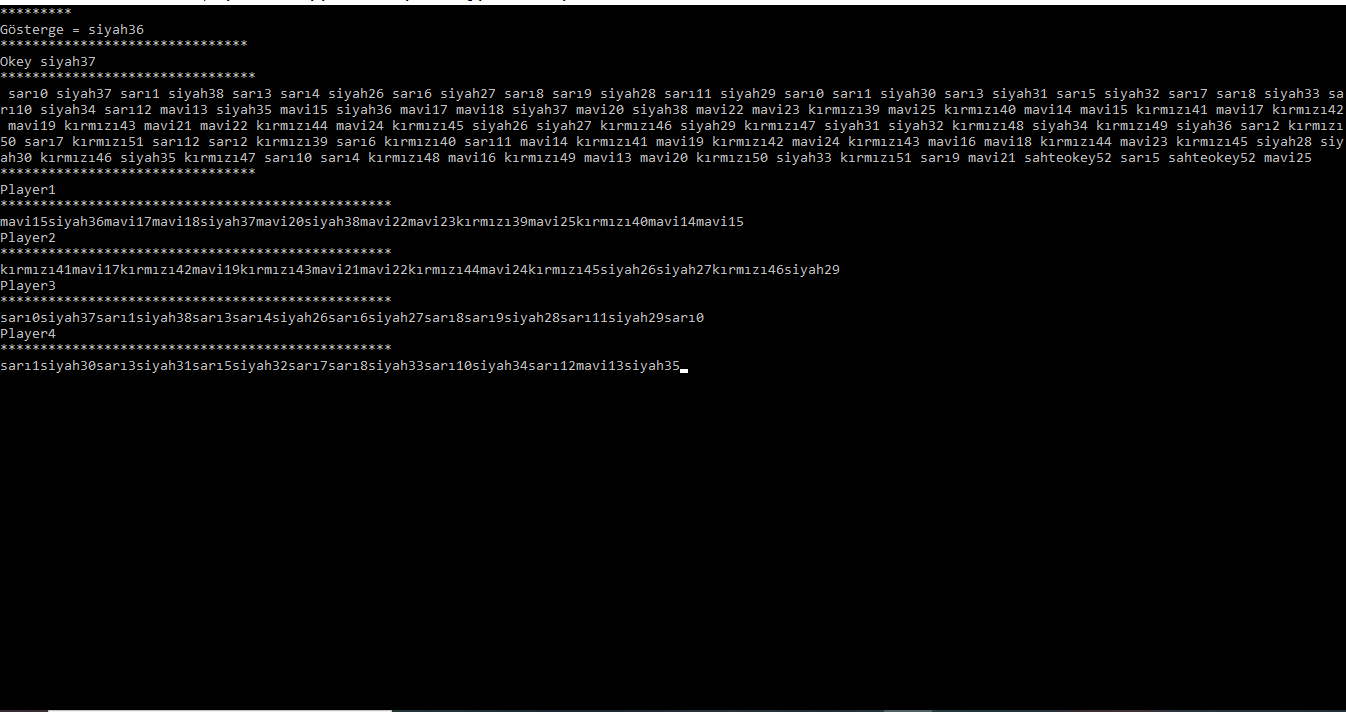 *********
Gösterge = siyah36
*******************************
Okey siyah37
********************************
sarı0 siyah37 sarı1 siyah38 sarı3 sarı4 siyah26 sarı6 siyah27 sarı8 sarı9 siyah28 sarı11 siyah29 sarı0 sarı1 siyah30 sarı3 siyah31 sarı5 siyah32 sarı7 sarı8 siyah33 sa
rı10 siyah34 sarı12 mavi13 siyah35 mavi15 siyah36 mavi17 mavi18 siyah37 mavi20 siyah38 mavi22 mavi23 kırmızı39 mavi25 kırmızı40 mavi14 mavi15 kırmızı41 mavi17 kırmızı42
mavi19 kırmızı43 mavi21 mavi22 kırmızı44 mavi24 kırmızı45 siyah26 siyah27 kırmızı46 siyah29 kırmızı47 siyah31 siyah32 kırmızı48 siyah34 kırmızı49 siyah36 sarı2 kırmızı
50 sarı7 kırmızı51 sarı12 sarı2 kırmızı39 sarı6 kırmızı40 sarı11 mavi14 kırmızı41 mavi19 kırmızı42 mavi24 kırmızı43 mavi16 mavi18 kırmızı44 mavi23 kırmızı45 siyah28 siy
ah30 kırmızı46 siyah35 kırmızı47 sarı10 sarı4 kırmızı48 mavi16 kırmızı49 mavi13 mavi20 kırmızı50 siyah33 kırmızı51 sarı9 mavi21 sahteokey52 sarı5 sahteokey52 mavi25
********************************
Player1
*************************************************
mavi15siyah36mavi17mavi18siyah37mavi20siyah38mavi22mavi23kırmızı39mavi25kırmızı40mavi14mavi15
Player2
*************************************************
kırmızı41mavi17kırmızı42mavi19kırmızı43mavi21mavi22kırmızı44mavi24kırmızı45siyah26siyah27kırmızı46siyah29
Player3
*************************************************
sarı0siyah37sarı1siyah38sarı3sarı4siyah26sarı6siyah27sarı8sarı9siyah28sarı11siyah29sarı0
Player4
*************************************************
sarı1siyah30sarı3siyah31sarı5siyah32sarı7sarı8siyah33sarı10siyah34sarı12mavi13siyah35